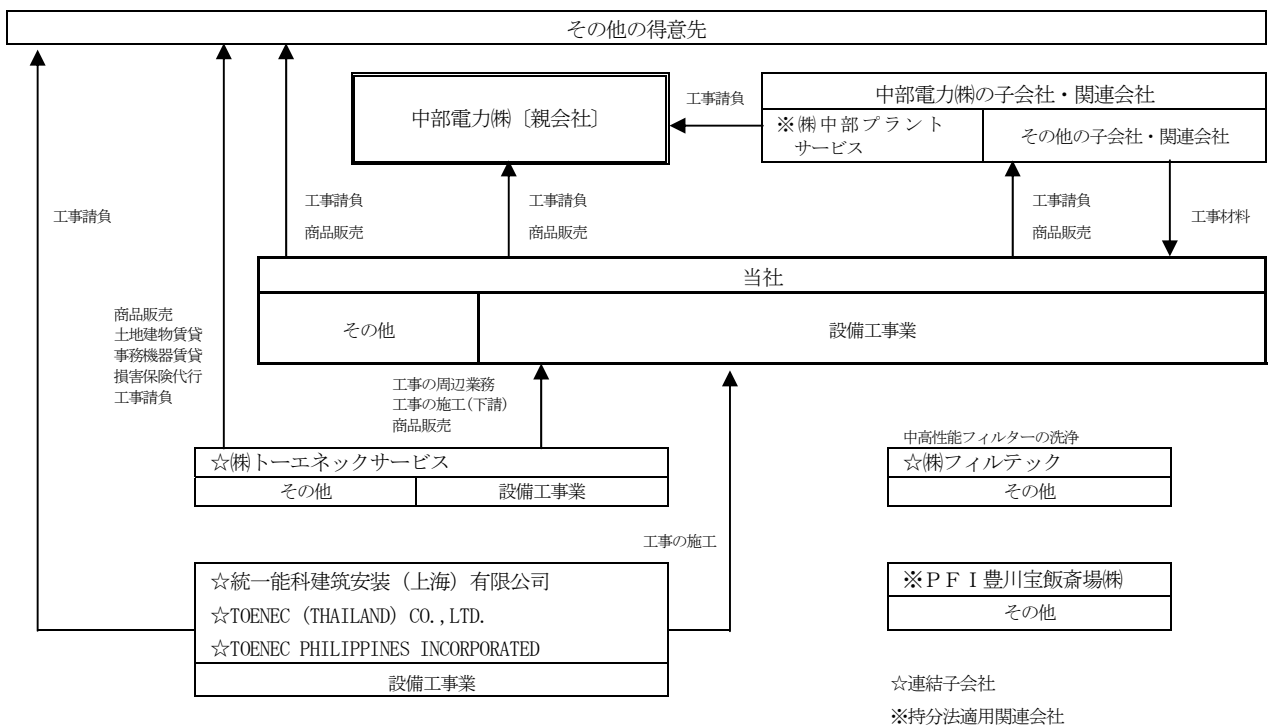 その他の得意先
中部電力㈱〔親会社〕
工事請負
中部電力㈱の子会社・関連会社
※㈱中部プラント
サービス
その他の子会社・関連会社
工事請負
工事請負
商品販売
工事請負
商品販売
工事請負
商品販売
工事材料
当社
その他
設備工事業
商品販売
土地建物賃貸
事務機器賃貸
損害保険代行
工事請負
工事の周辺業務
工事の施工(下請)
商品販売
☆㈱トーエネックサービス
その他
設備工事業
中高性能フィルターの洗浄
☆㈱フィルテック
その他
工事の施工
☆統一能科建筑安装（上海）有限公司
☆TOENEC (THAILAND) CO.,LTD.
☆TOENEC PHILIPPINES INCORPORATED
設備工事業
※ＰＦＩ豊川宝飯斎場㈱
その他
☆連結子会社
※持分法適用関連会社